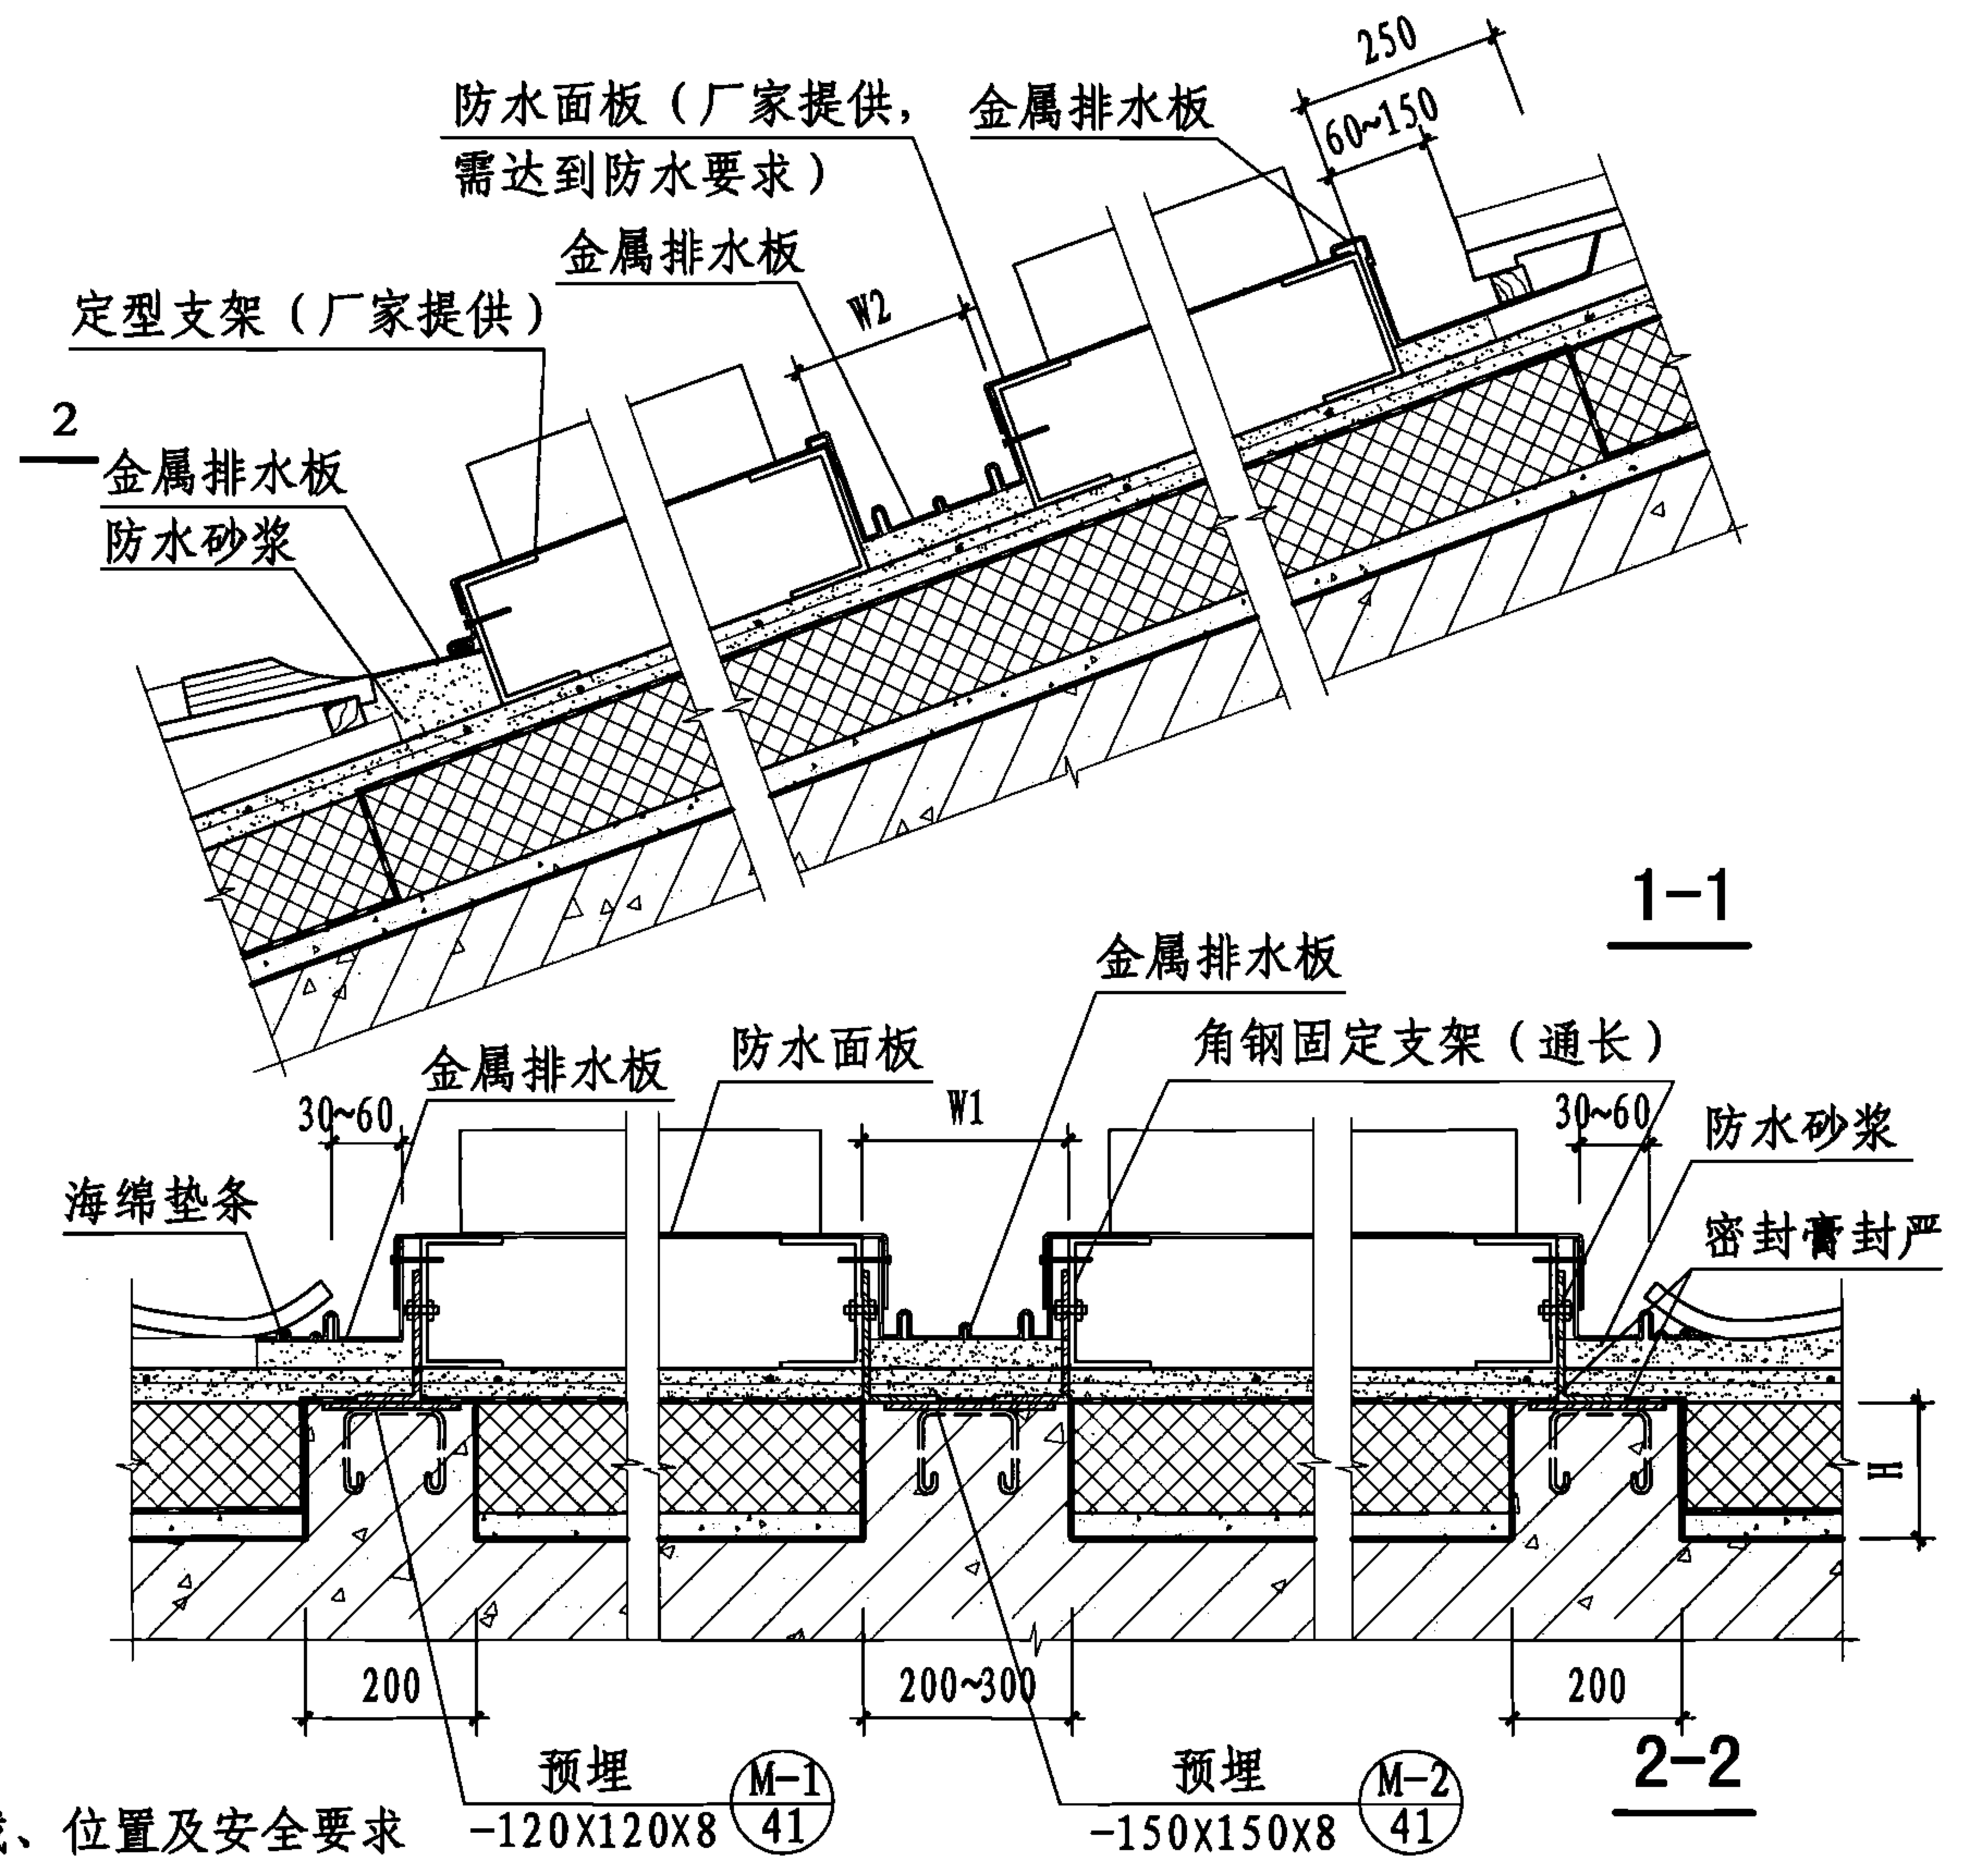 250
防水面板（厂家提供，
需达到防水要求）
金属排水板
60~150
金属排水板
定型支架（厂家提供）
W2
2
金属排水板
防水砂浆
1-1
金属排水板
防水面板
角钢固定支架（通长）
金属排水板
30~60
W1
30~60
防水砂浆
海绵垫条
密封膏封严
H
200
200~300
200
2-2
预埋
M-1
-120X120X8
41
预埋
M-2
-150X150X8
41
、位置及安全要求